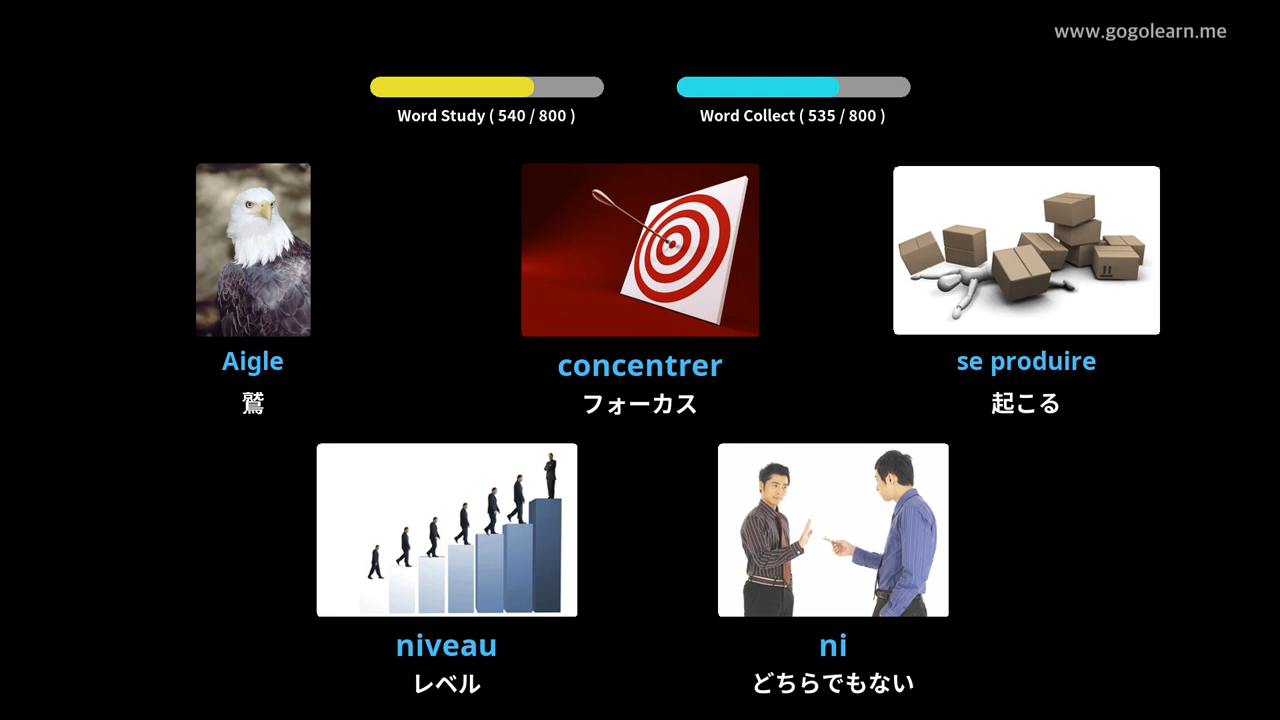 www.gogolearn.me
Word Study ( 540 / 800 )
Word Collect ( 535 / 800 )
Aigle
鷲
concentrer
フォーカス
se produire
起こる
niveau
レベル
ni
どちらでもない